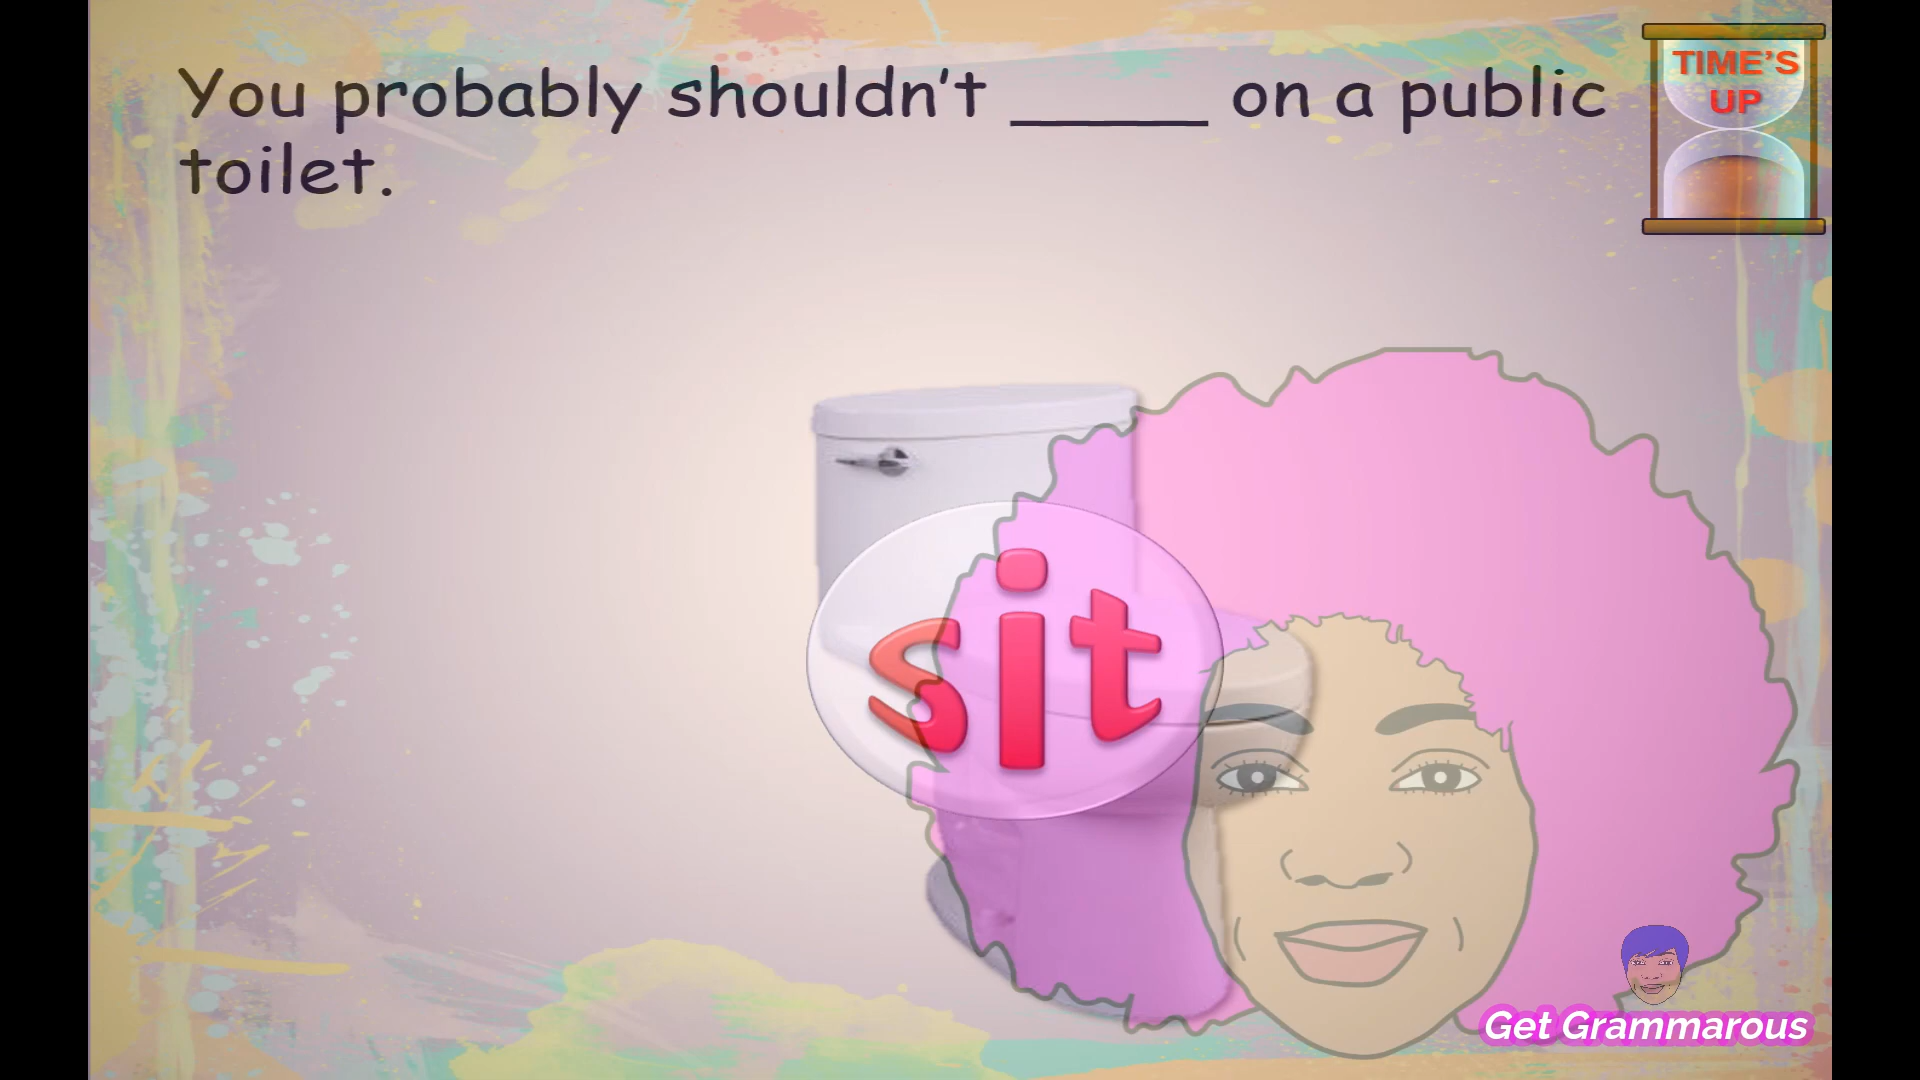 You probably shouldn't _____ on a public
toilet.
TIME'S
UP
sit
Get Grammarous